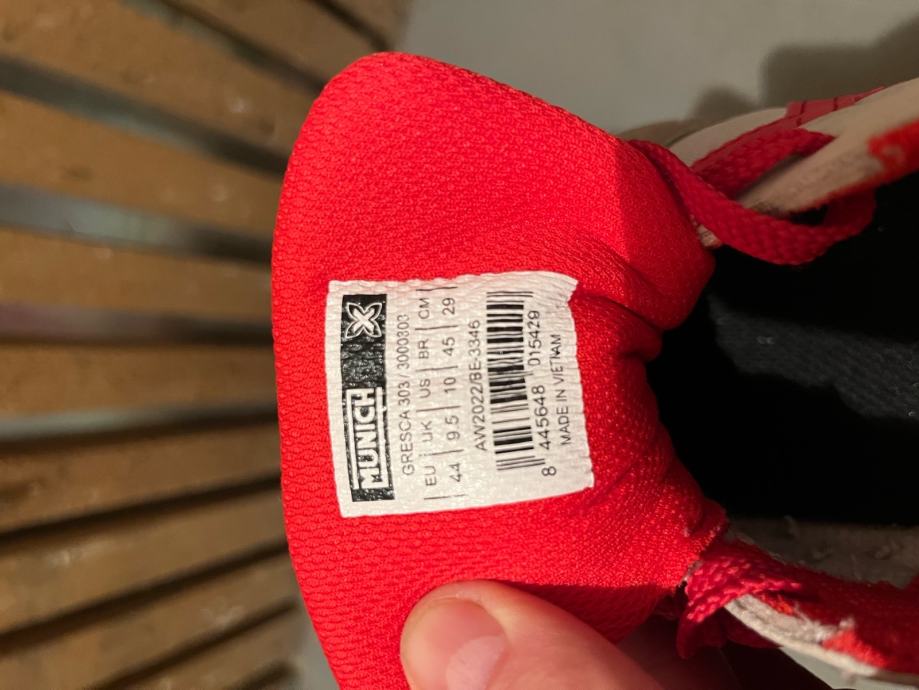 MUNICH
GRESCA 303 / 3000303
EU | UK | US | BR | CM
44 | 9.5 | 10 | 45 | 29
AW2022/BE-3346
8 445648 015429
MADE IN VIETNAM